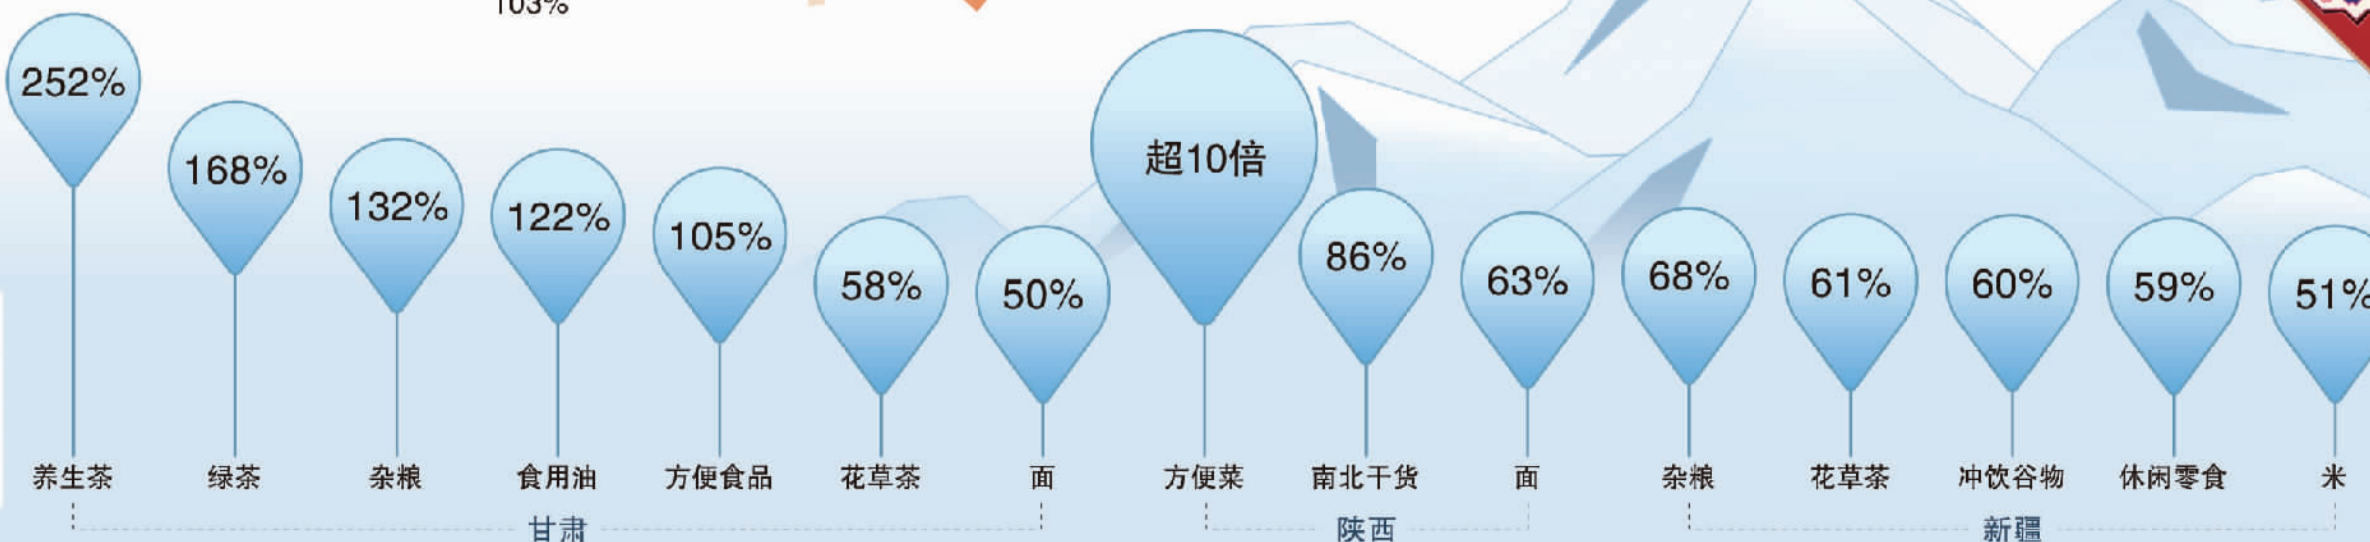 103%
252% 168% 132% 122% 105% 58% 50% 超10倍 86% 63% 68% 61% 60% 59% 51%
养生茶 绿茶 杂粮 食用油 方便食品 花草茶 面 方便菜 南北干货 面 杂粮 花草茶 冲饮谷物 休闲零食 米
甘肃 陕西 新疆